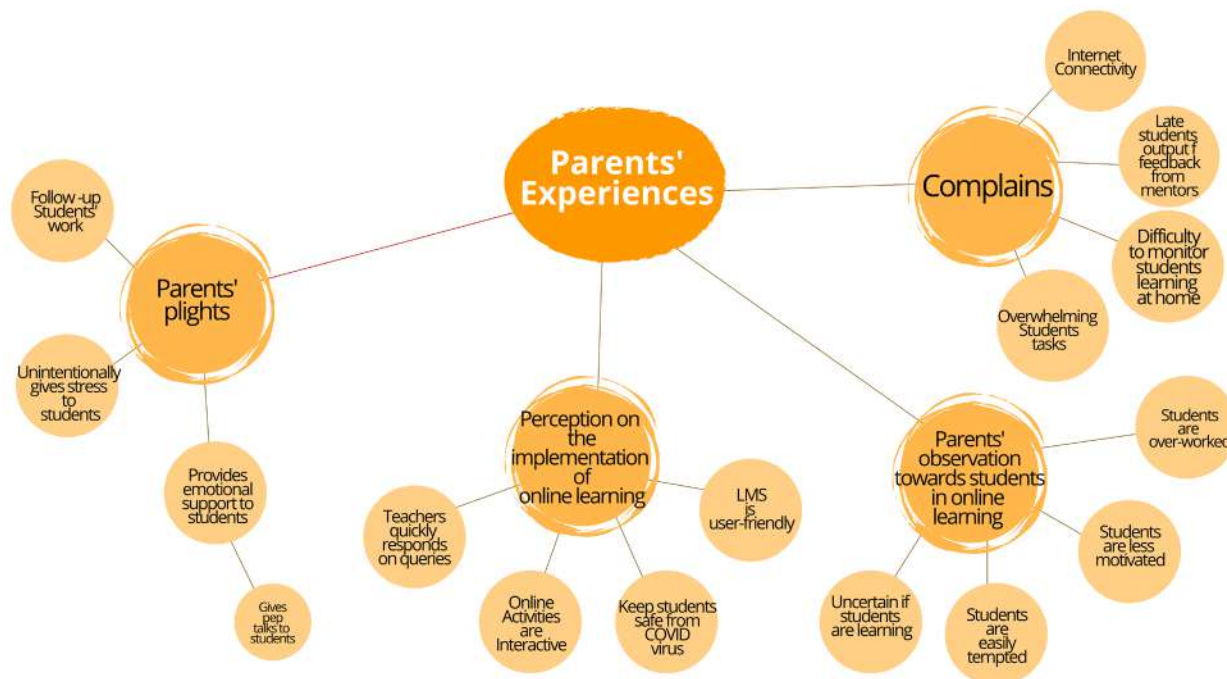 Parents'
Experiences
Internet
Connectivity
Complains
Late
students
output f
feedback
from
mentors
Difficulty
to monitor
students
learning
at home
Overwhelming
Students
tasks
Follow -up
Students'
work
Parents'
plights
Unintentionally
gives stress
to
students
Provides
emotional
support to
students
Gives
pep
talks to
students
Perception on
the
implementation
of
online learning
Teachers
quickly
responds
on queries
Online
Activities
are
Interactive
Keep students
safe from
COVID
virus
LMS
is
user-friendly
Parents'
observation
towards students
in online
learning
Students
are
over-worked
Students
are less
motivated
Students
are
easily
tempted
Uncertain if
students
are learning